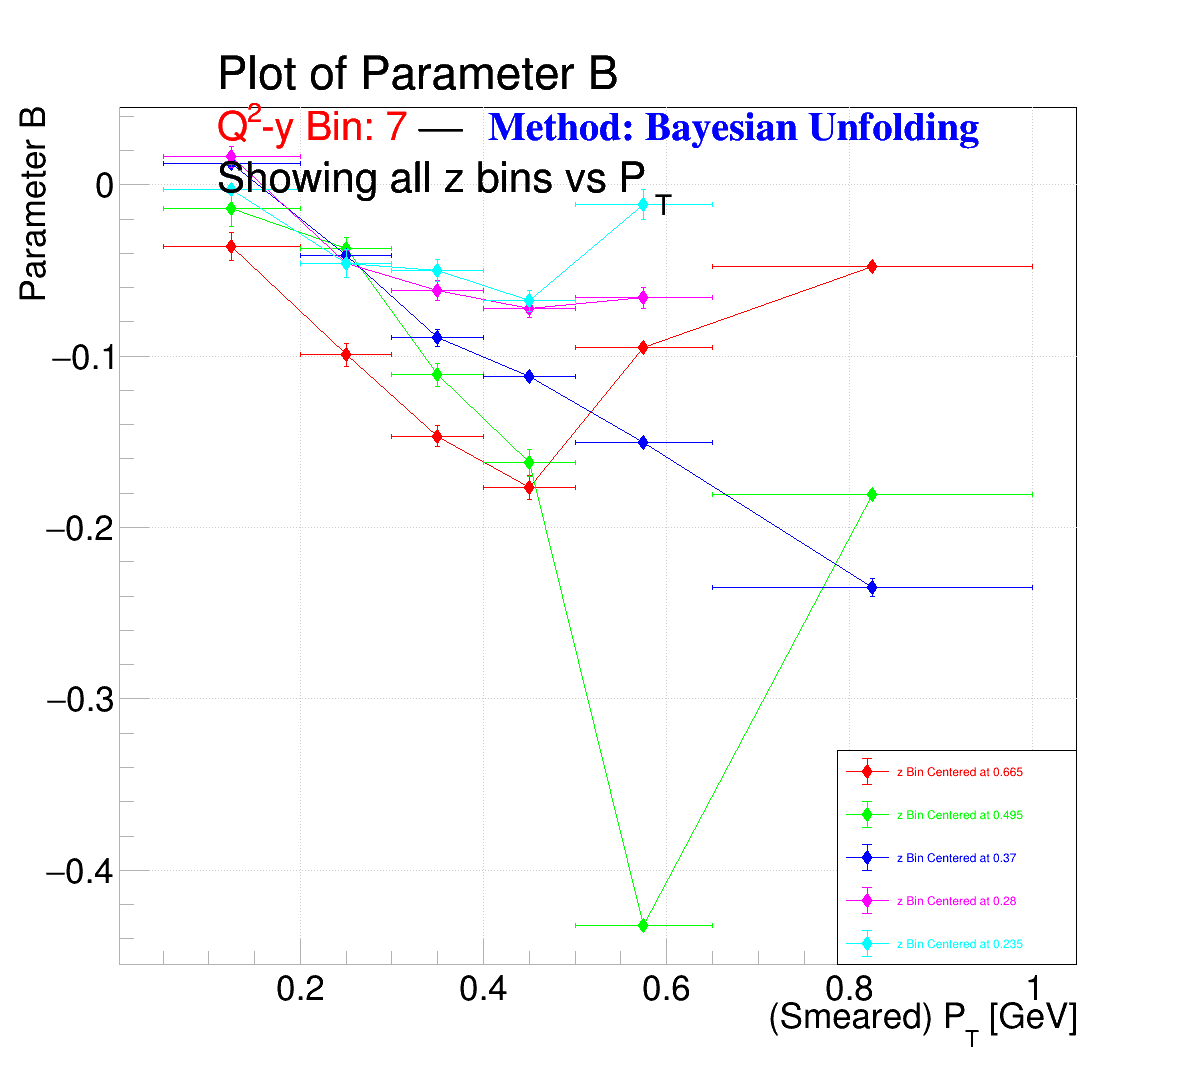 Plot of Parameter B
Q²-y Bin: 7 — Method: Bayesian Unfolding
Showing all z bins vs P_T
Parameter B
0
−0.1
−0.2
−0.3
−0.4
z Bin Centered at 0.665
z Bin Centered at 0.495
z Bin Centered at 0.37
z Bin Centered at 0.28
z Bin Centered at 0.235
0.2 0.4 0.6 0.8 1
(Smeared) P_T [GeV]